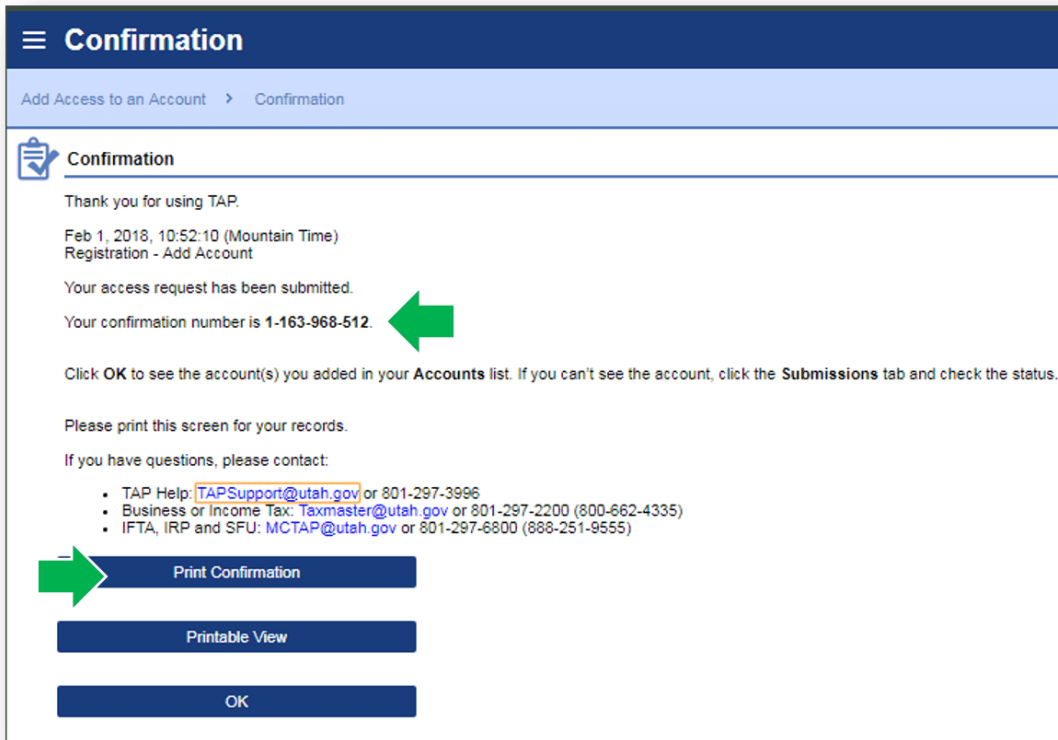 Confirmation
Add Access to an Account > Confirmation
Confirmation
Thank you for using TAP.
Feb 1, 2018, 10:52:10 (Mountain Time)
Registration - Add Account
Your access request has been submitted.
Your confirmation number is 1-163-968-512.
Click OK to see the account(s) you added in your Accounts list. If you can't see the account, click the Submissions tab and check the status.
Please print this screen for your records.
If you have questions, please contact:
• TAP Help: TAPSupport@utah.gov or 801-297-3996
• Business or Income Tax: Taxmaster@utah.gov or 801-297-2200 (800-662-4335)
• IFTA, IRP and SFU: MCTAP@utah.gov or 801-297-6800 (888-251-9555)
Print Confirmation
Printable View
OK